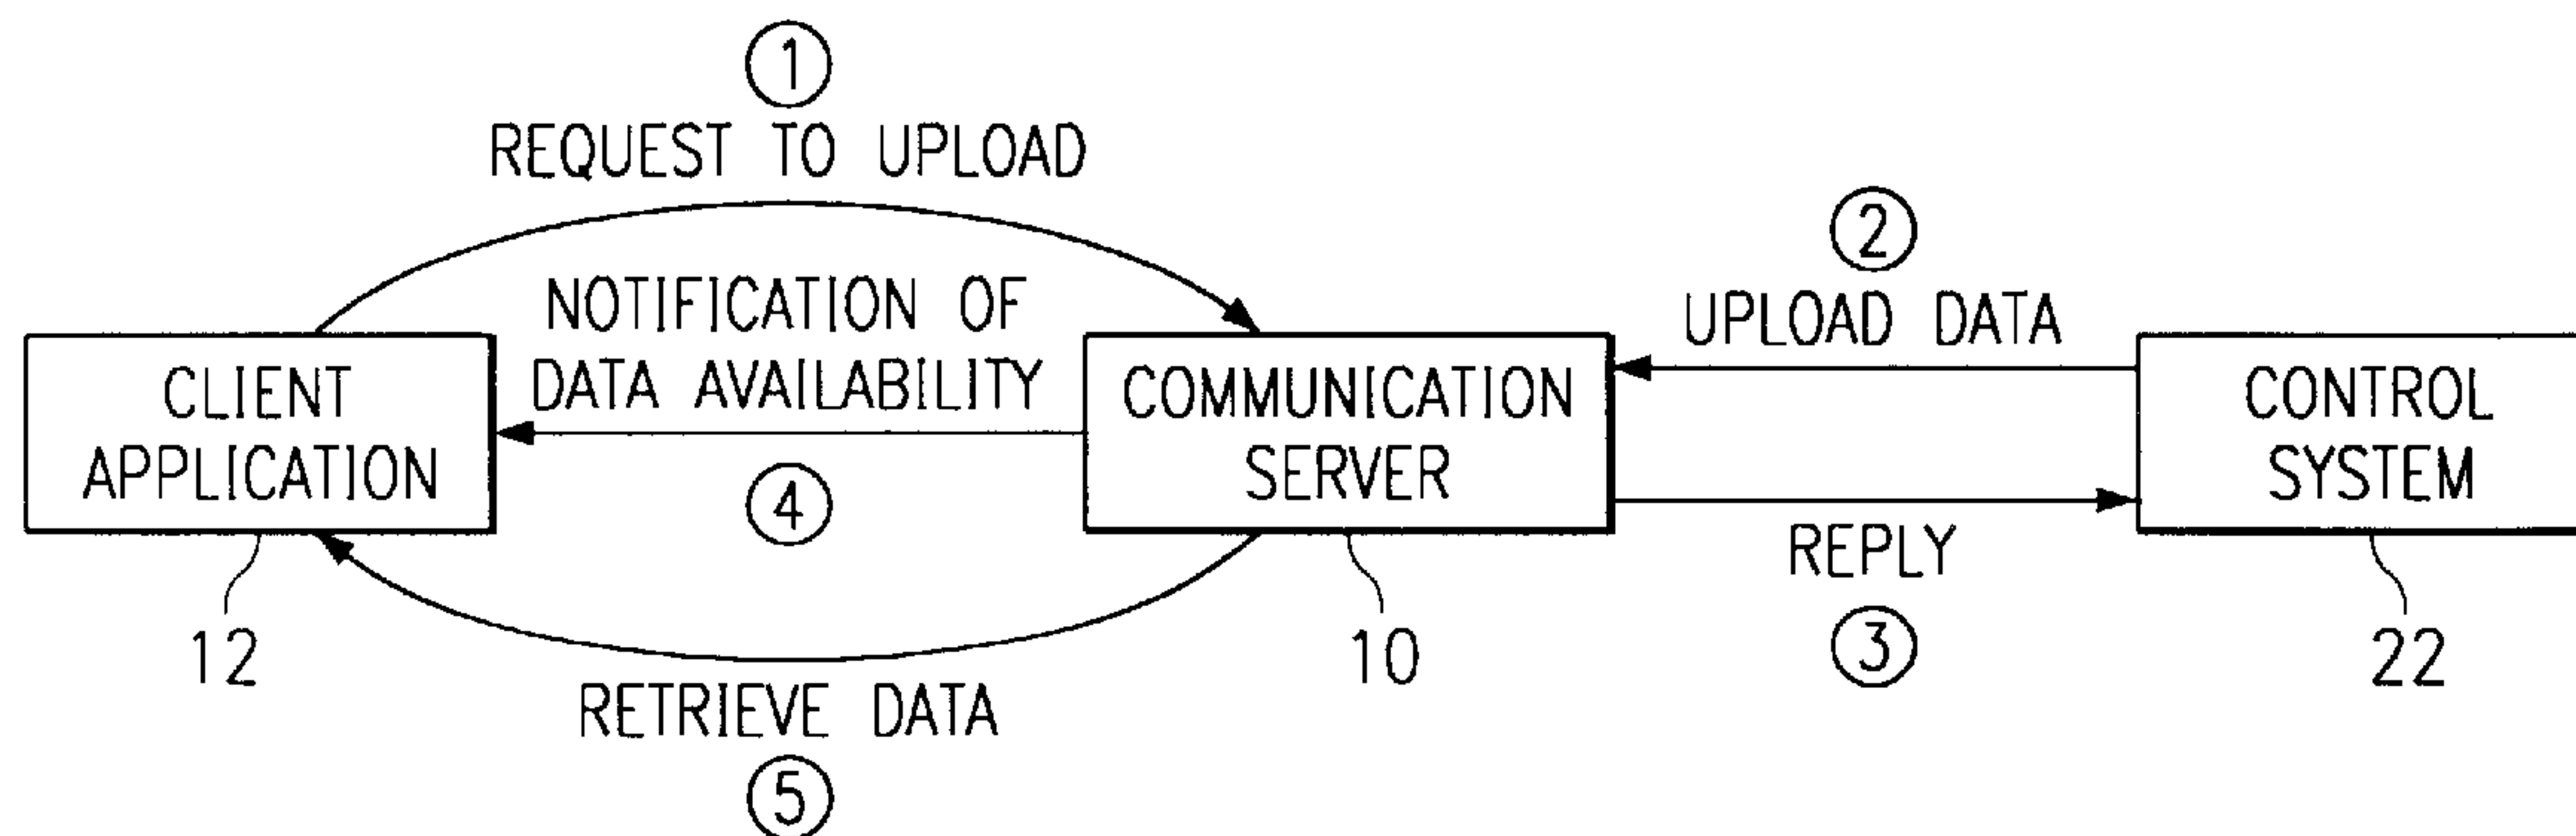 1
REQUEST TO UPLOAD
NOTIFICATION OF
DATA AVAILABILITY
4
CLIENT
APPLICATION
12
COMMUNICATION
SERVER
10
2
UPLOAD DATA
REPLY
3
CONTROL
SYSTEM
22
RETRIEVE DATA
5